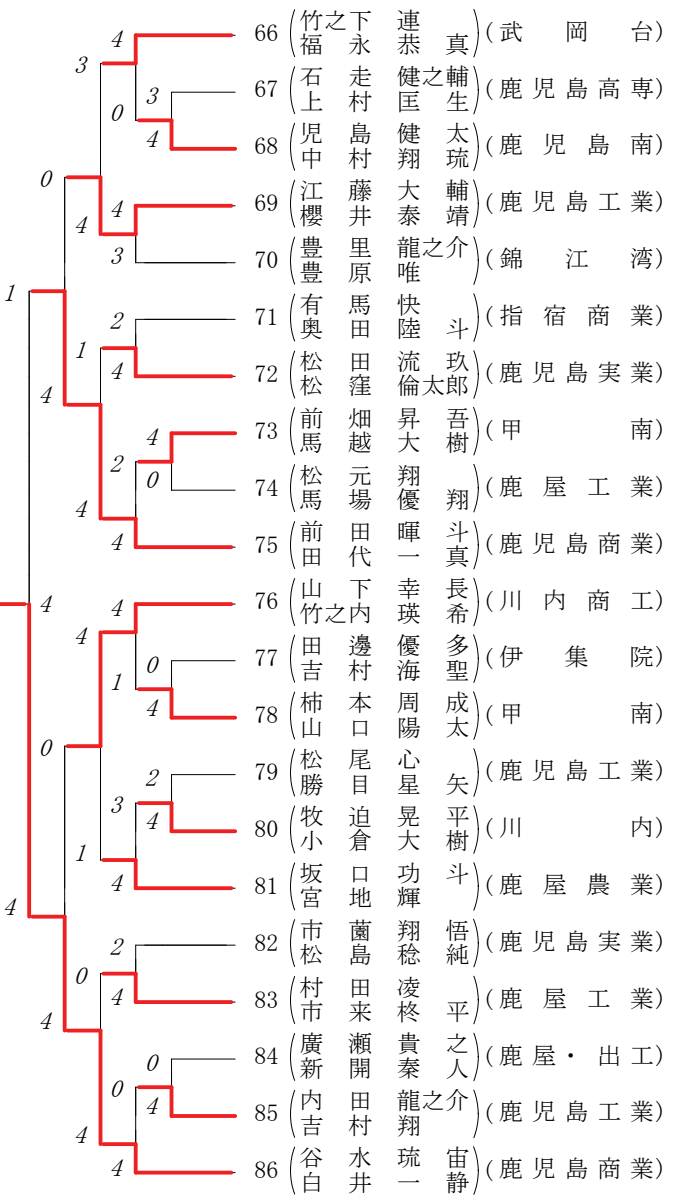 4
3
66 (竹之下 連 福永恭真) (武岡台)
3
0
67 (石走健之輔 上村匡生) (鹿児島高専)
4
68 (児島健太 中村翔琉) (鹿児島南)
0
4
4
69 (江藤大輔 櫻井泰靖) (鹿児島工業)
3
70 (豊里龍之介 豊原唯) (錦江湾)
1
2
71 (有馬快 奥田陸斗) (指宿商業)
1
4
4
72 (松田流玖 松窪倫太郎) (鹿児島実業)
4
73 (前畑昇吾 馬越大樹) (甲南)
2
0
74 (松元翔 馬場優翔) (鹿屋工業)
4
4
75 (前田暉斗 田代一真) (鹿児島商業)
4
4
4
76 (山下幸長 竹之内瑛希) (川内商工)
0
1
77 (田邊優多 吉村海聖) (伊集院)
4
78 (柿本周成 山口陽太) (甲南)
0
2
79 (松尾心 勝目星矢) (鹿児島工業)
3
4
80 (牧迫晃平 小倉大樹) (川内)
1
4
81 (坂口功斗 宮地輝) (鹿屋農業)
4
2
82 (市薗翔悟 松島稔純) (鹿児島実業)
0
4
83 (村田凌 市来柊平) (鹿屋工業)
4
0
84 (廣瀬貴之 新開秦人) (鹿屋・出工)
0
4
85 (内田龍之介 吉村翔) (鹿児島工業)
4
4
86 (谷水琉宙 白井一静) (鹿児島商業)